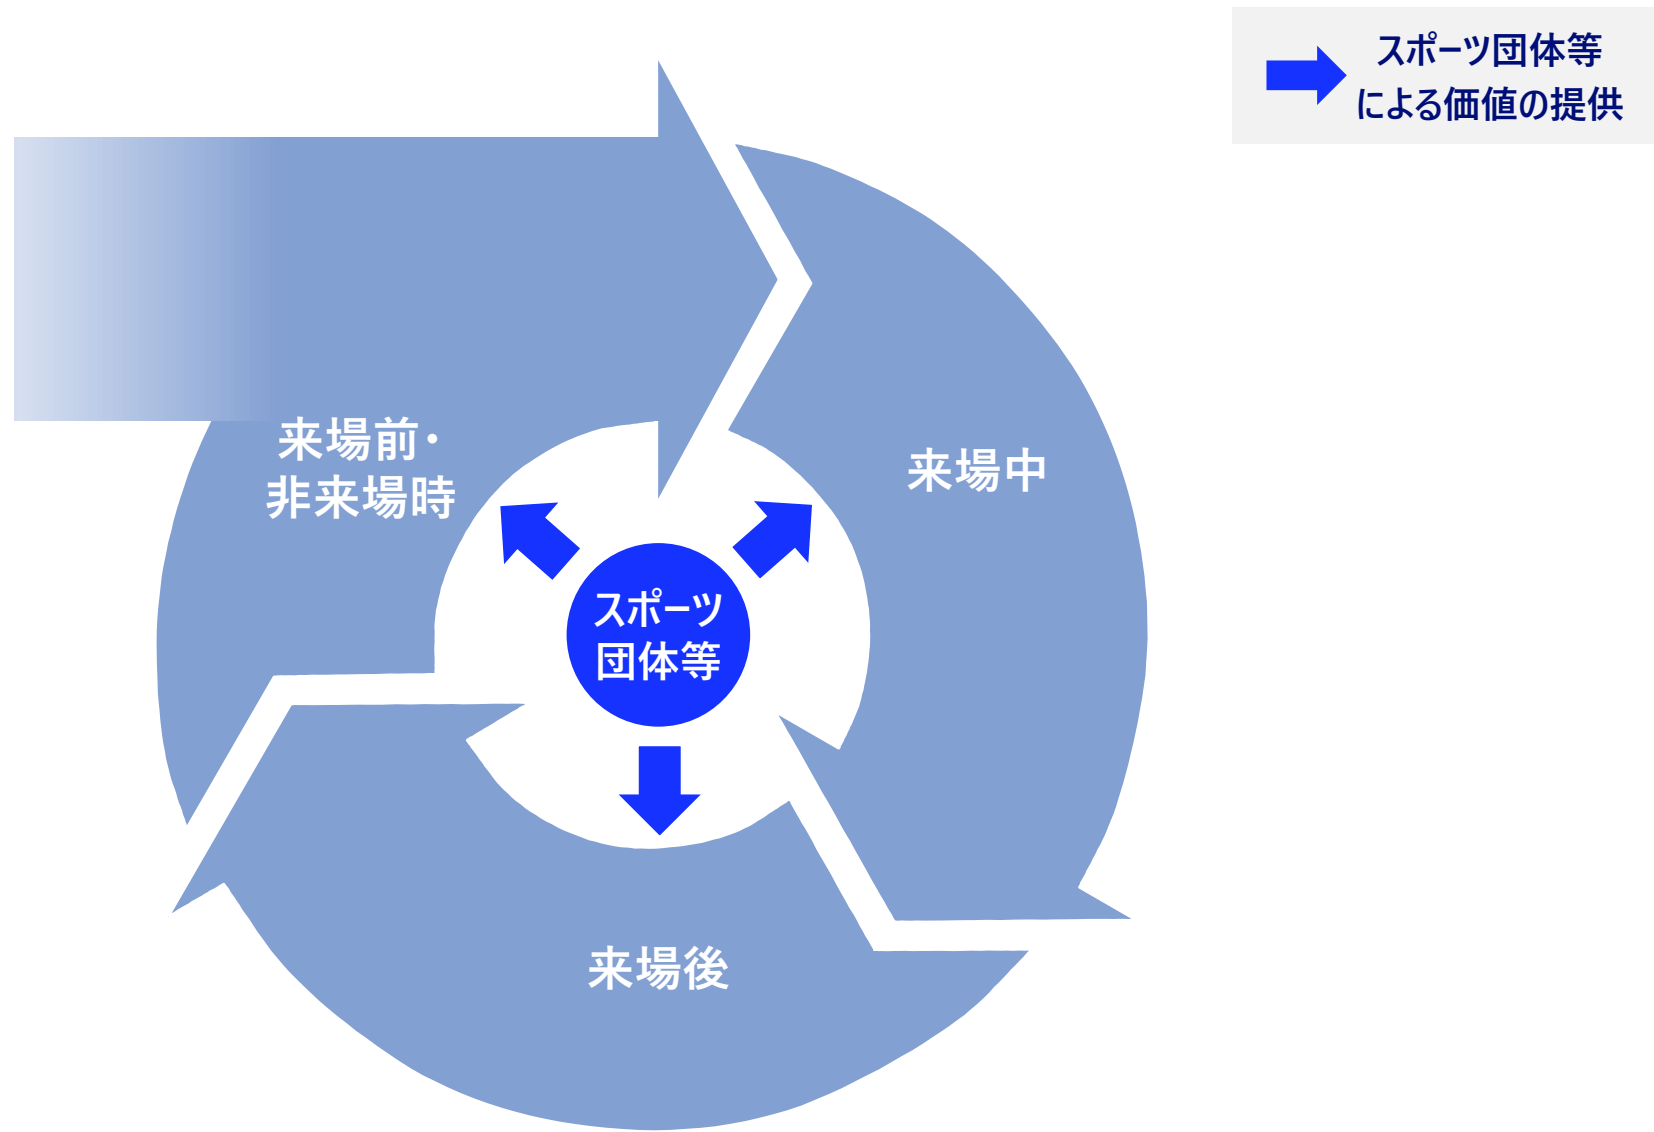 スポーツ団体等
による価値の提供
来場前・
非来場時
来場中
スポーツ
団体等
来場後